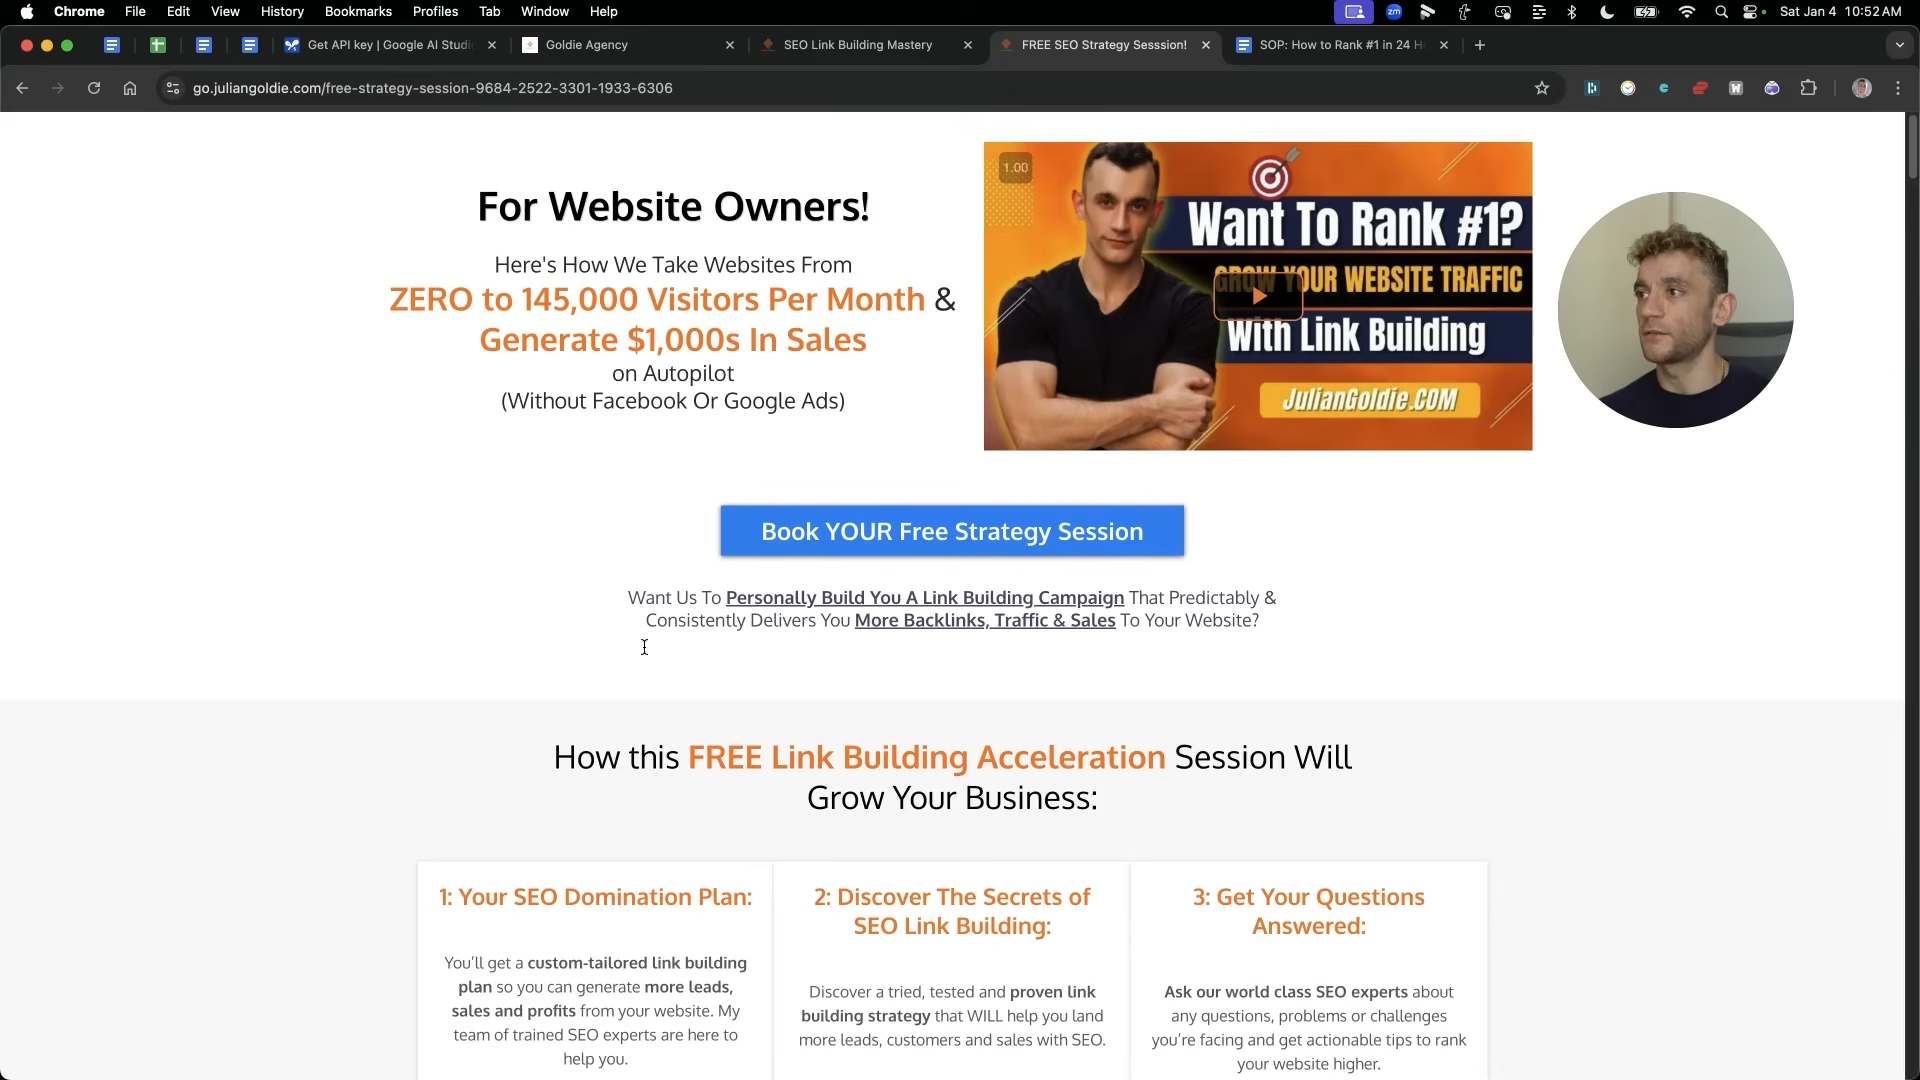 Chrome File Edit View History Bookmarks Profiles Tab Window Help
zm
Sat Jan 4 10:52 AM
Get API key | Google AI Studi
Goldie Agency
SEO Link Building Mastery
FREE SEO Strategy Sesssion!
SOP: How to Rank #1 in 24 H
go.juliangoldie.com/free-strategy-session-9684-2522-3301-1933-6306
For Website Owners!
Here's How We Take Websites From
ZERO to 145,000 Visitors Per Month &
Generate $1,000s In Sales
on Autopilot
(Without Facebook Or Google Ads)
1.00
Want To Rank #1?
GROW YOUR WEBSITE TRAFFIC
With Link Building
JulianGoldie.COM
Book YOUR Free Strategy Session
Want Us To Personally Build You A Link Building Campaign That Predictably &
Consistently Delivers You More Backlinks, Traffic & Sales To Your Website?
How this FREE Link Building Acceleration Session Will
Grow Your Business:
1: Your SEO Domination Plan:
You'll get a custom-tailored link building
plan so you can generate more leads,
sales and profits from your website. My
team of trained SEO experts are here to
help you.
2: Discover The Secrets of
SEO Link Building:
Discover a tried, tested and proven link
building strategy that WILL help you land
more leads, customers and sales with SEO.
3: Get Your Questions
Answered:
Ask our world class SEO experts about
any questions, problems or challenges
you're facing and get actionable tips to rank
your website higher.